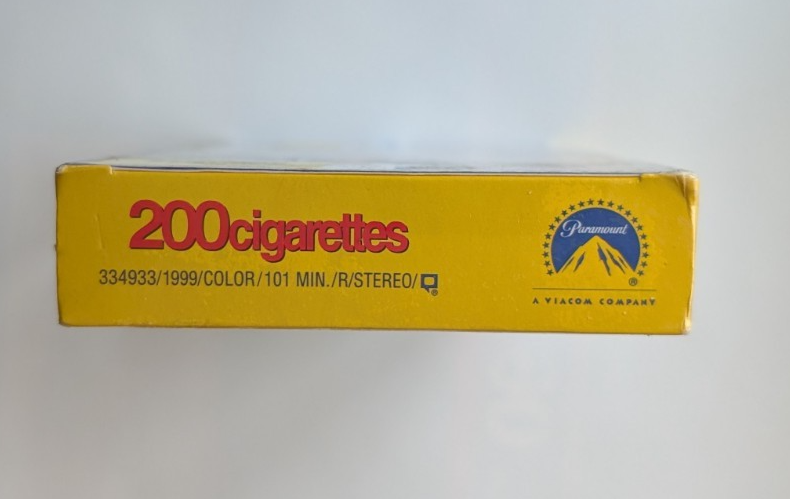 200cigarettes
334933/1999/COLOR/101 MIN./R/STEREO/
Paramount
®
A VIACOM COMPANY